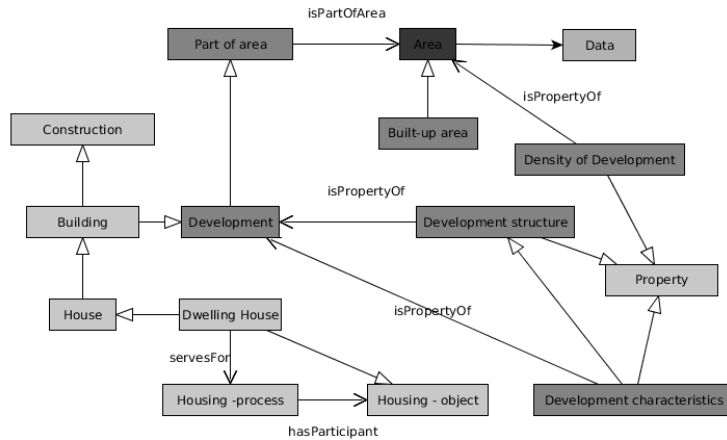 isPartOfArea
Part of area
Area
Data
isPropertyOf
Construction
Built-up area
Density of Development
isPropertyOf
Building
Development
Development structure
Property
House
Dwelling House
isPropertyOf
servesFor
Housing -process
Housing - object
Development characteristics
hasParticipant